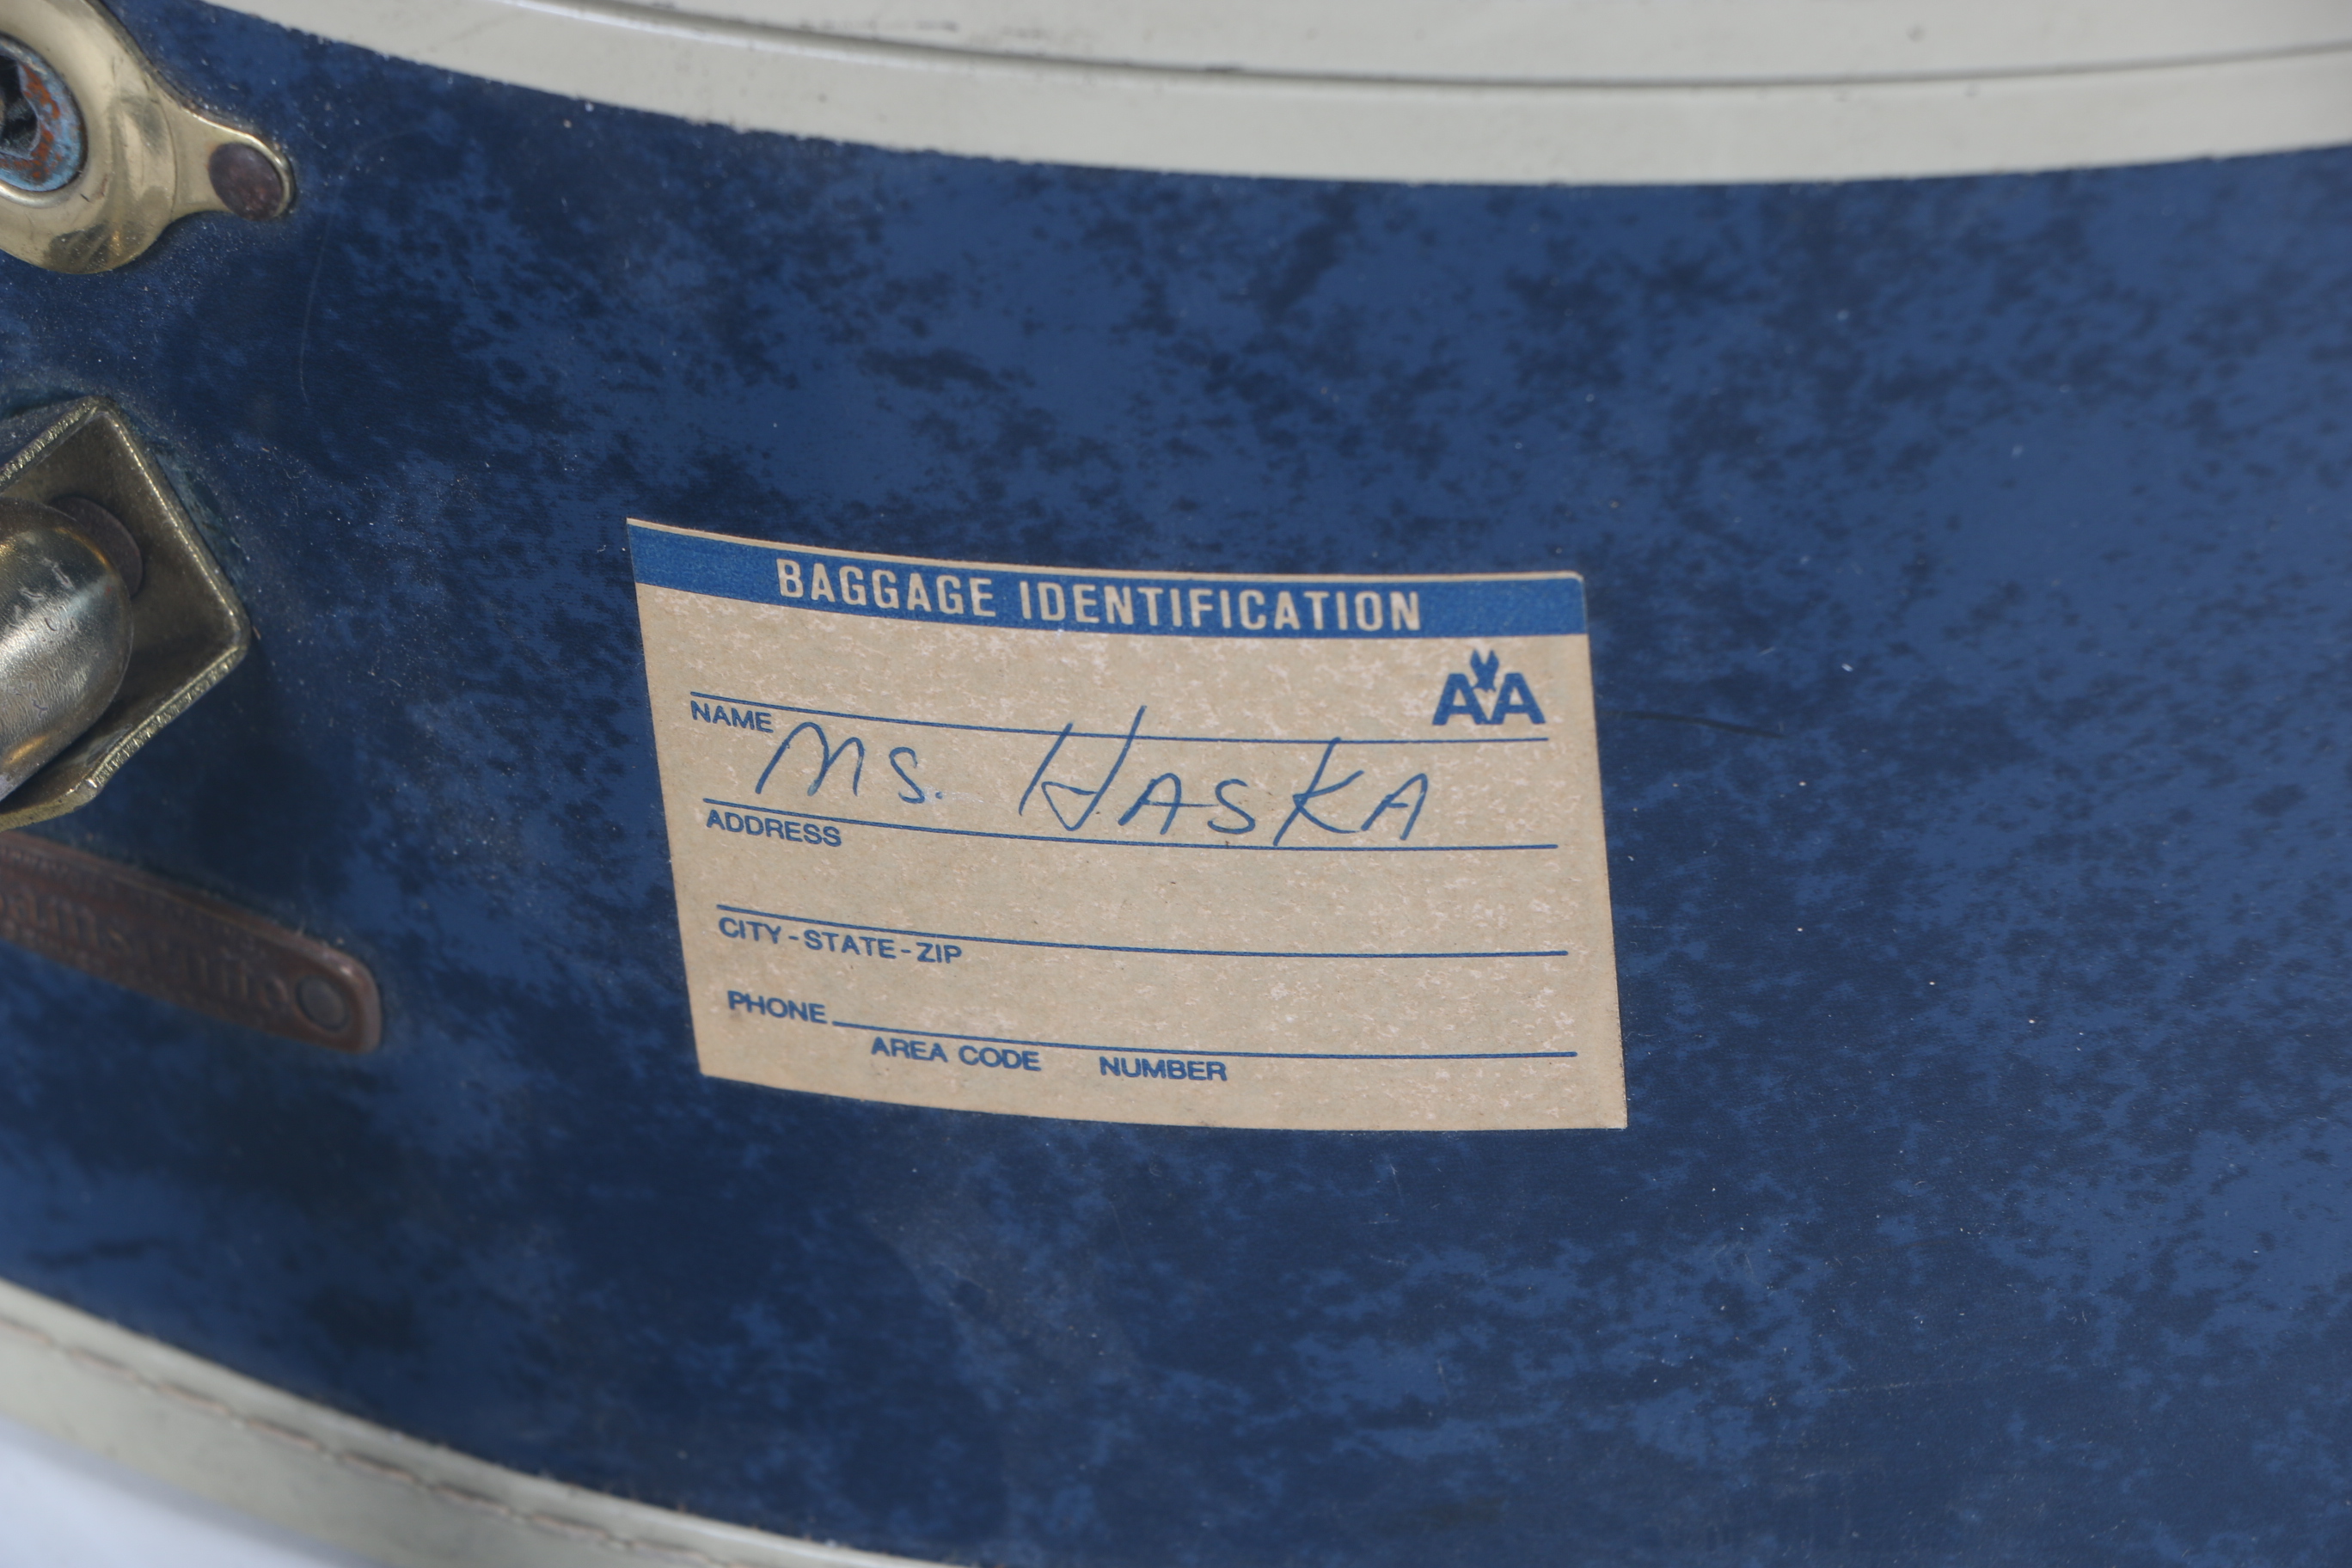 BAGGAGE IDENTIFICATION
AA
NAME
Ms. HASKA
ADDRESS
CITY-STATE-ZIP
PHONE
AREA CODE NUMBER